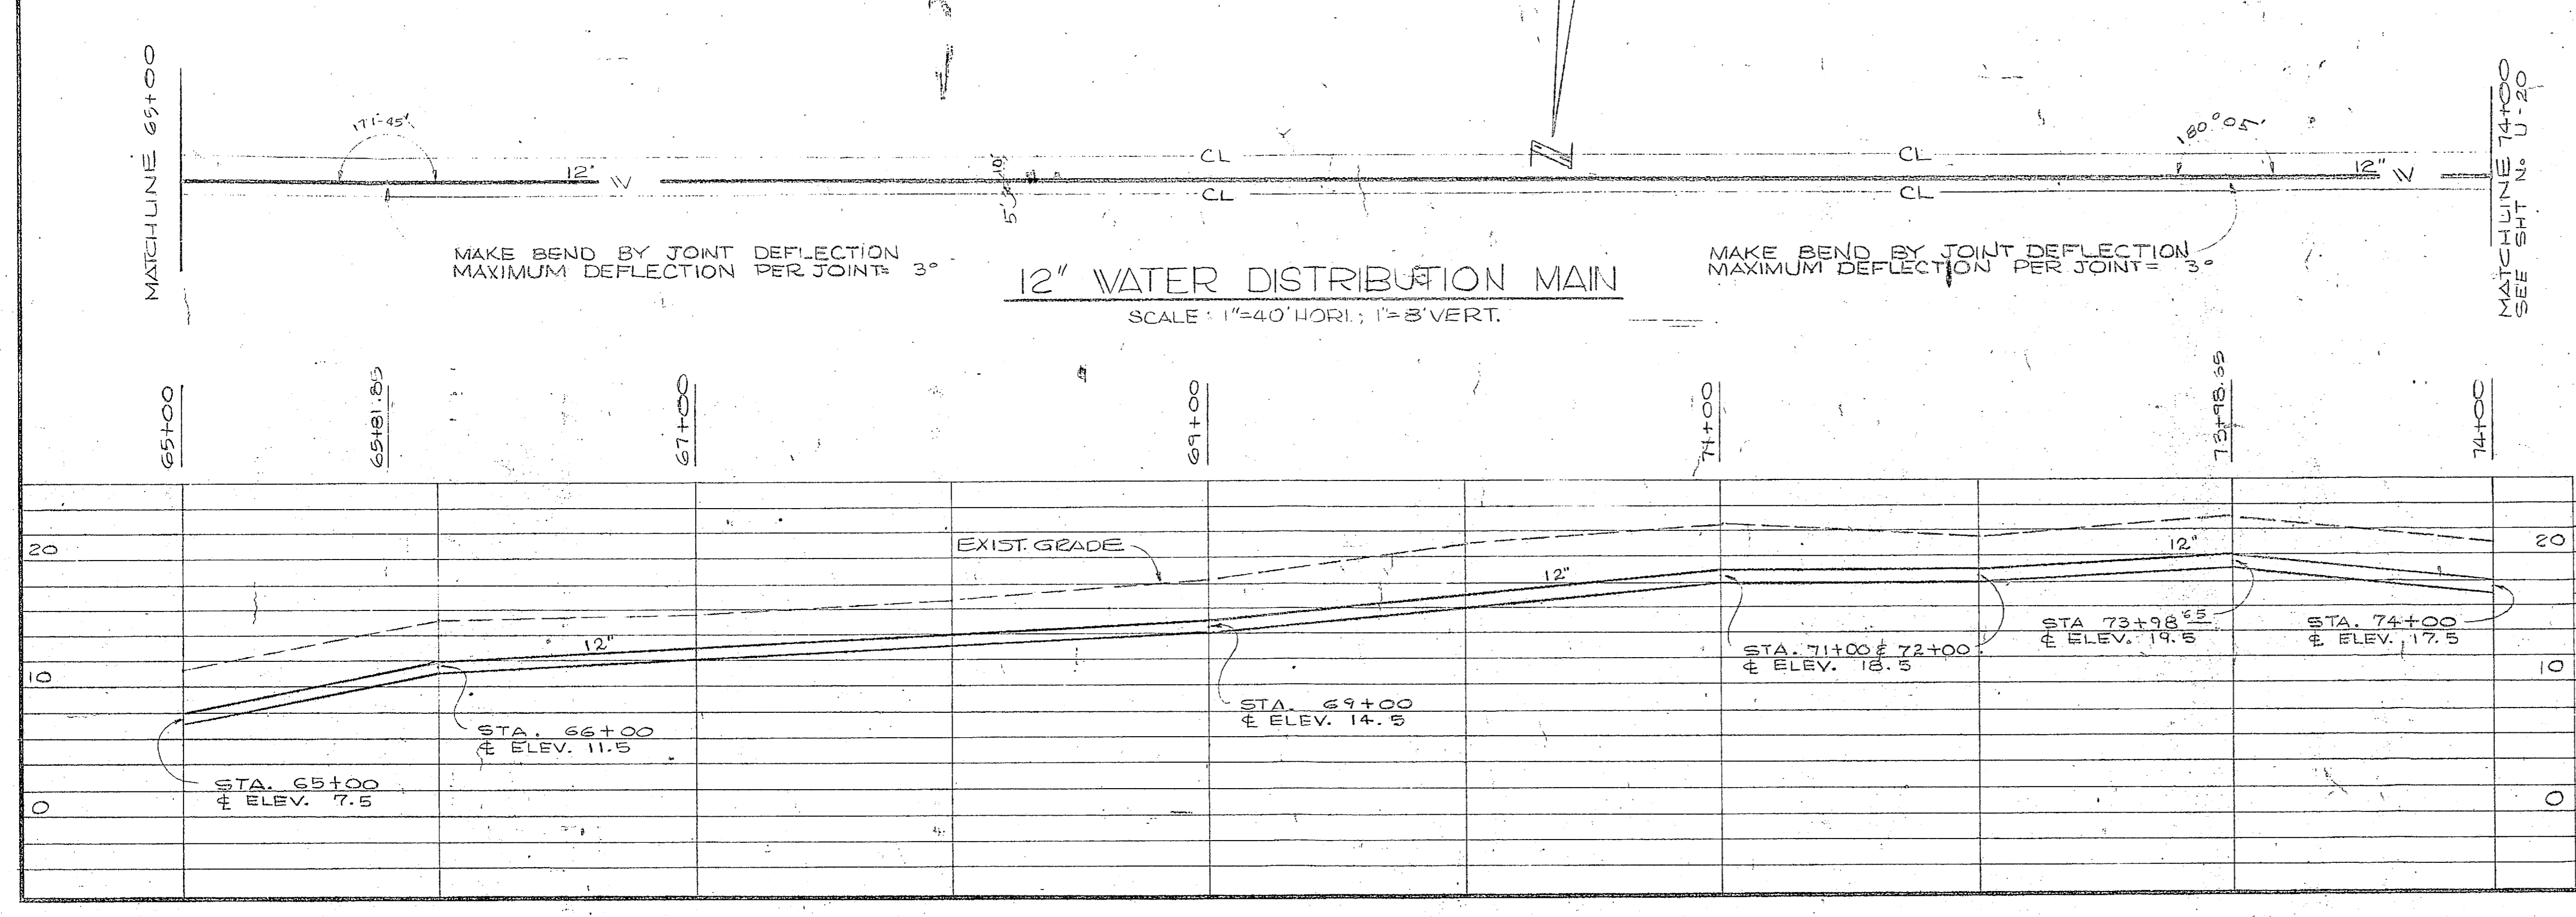 MATCHLINE 65+00
171-45'
12"
W
5'
10'
CL
CL
N
CL
CL
180°05'
12"
W
MATCHLINE 74+00
SEE SHT No. U-20
MAKE BEND BY JOINT DEFLECTION
MAXIMUM DEFLECTION PER JOINT= 3°
12" WATER DISTRIBUTION MAIN
SCALE: 1"=40' HORI.; 1"=8' VERT.
MAKE BEND BY JOINT DEFLECTION
MAXIMUM DEFLECTION PER JOINT= 3°
65+00
65+81.85
67+00
69+00
71+00
73+98.65
74+00
20
EXIST. GRADE
12"
20
12"
12"
10
STA. 65+00
℄ ELEV. 7.5
STA. 66+00
℄ ELEV. 11.5
STA. 69+00
℄ ELEV. 14.5
STA. 71+00 & 72+00
℄ ELEV. 18.5
STA 73+98 65
℄ ELEV. 19.5
STA. 74+00
℄ ELEV. 17.5
10
0
0